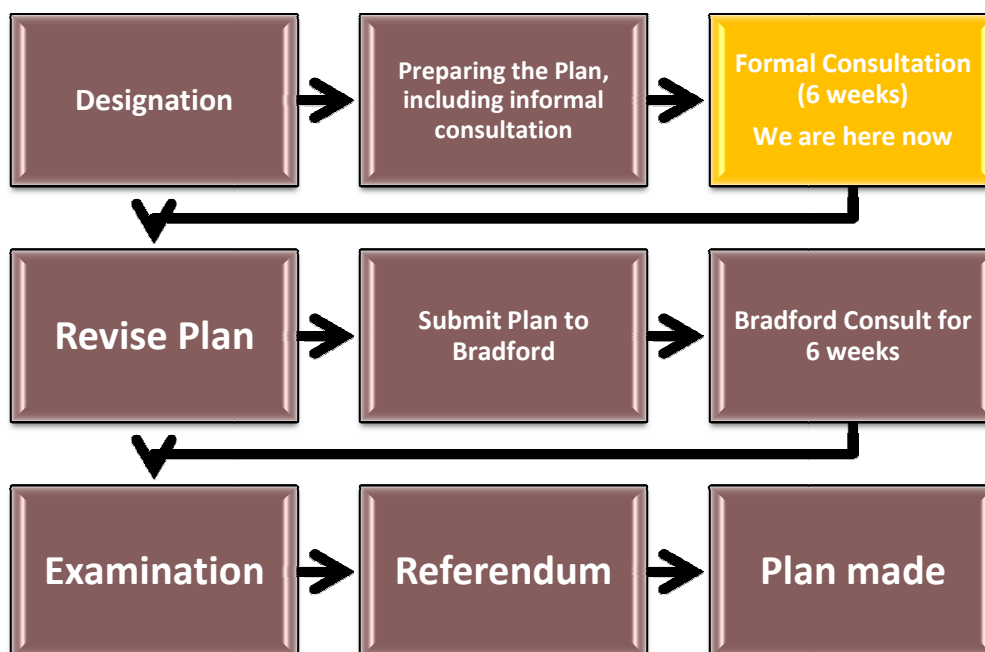 Designation
Preparing the Plan,
including informal
consultation
Formal Consultation
(6 weeks)
We are here now
Revise Plan
Submit Plan to
Bradford
Bradford Consult for
6 weeks
Examination
Referendum
Plan made